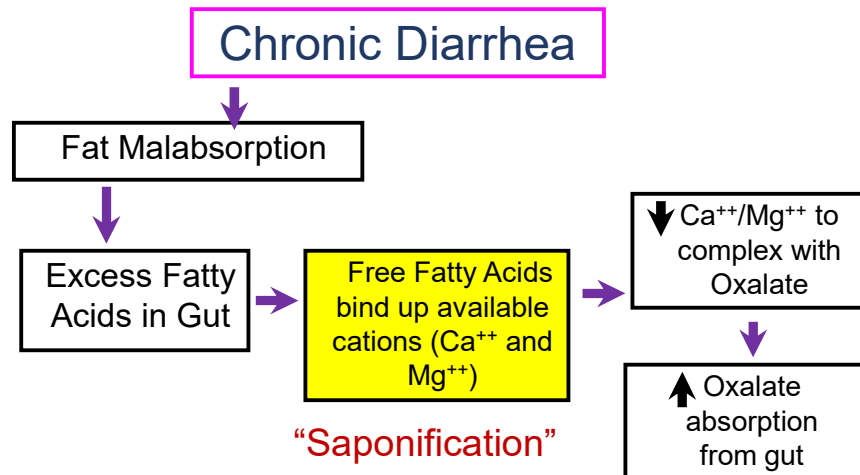 Chronic Diarrhea
Fat Malabsorption
Excess Fatty
Acids in Gut
Free Fatty Acids
bind up available
cations (Ca⁺⁺ and
Mg⁺⁺)
“Saponification”
Ca⁺⁺/Mg⁺⁺ to
complex with
Oxalate
Oxalate
absorption
from gut